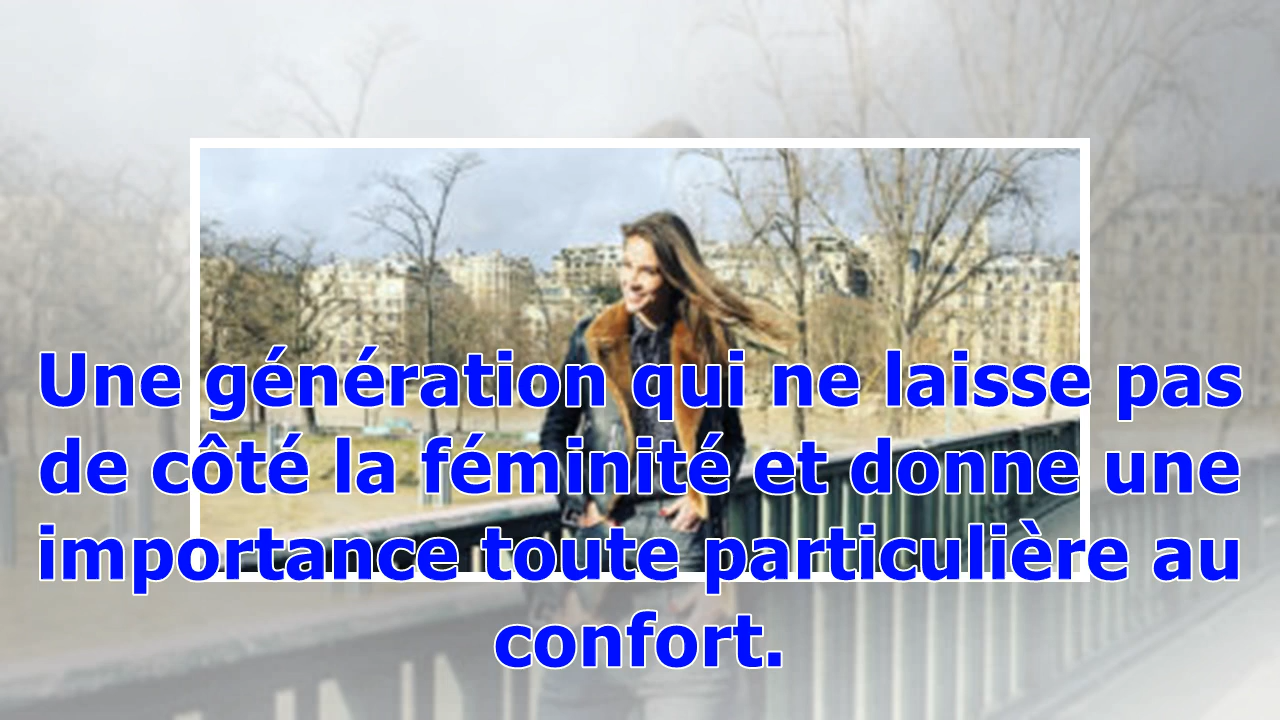 Une génération qui ne laisse pas
de côté la féminité et donne une
importance toute particulière au
confort.